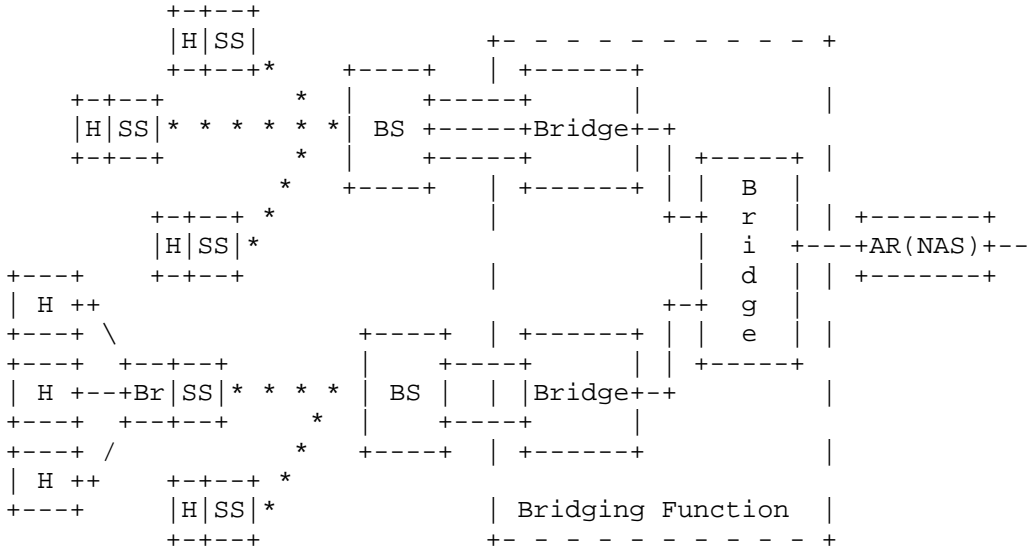 H SS
H SS BS Bridge
B
r
H SS i AR(NAS)
d
H g
e
H Br SS BS Bridge
H
H SS Bridging Function